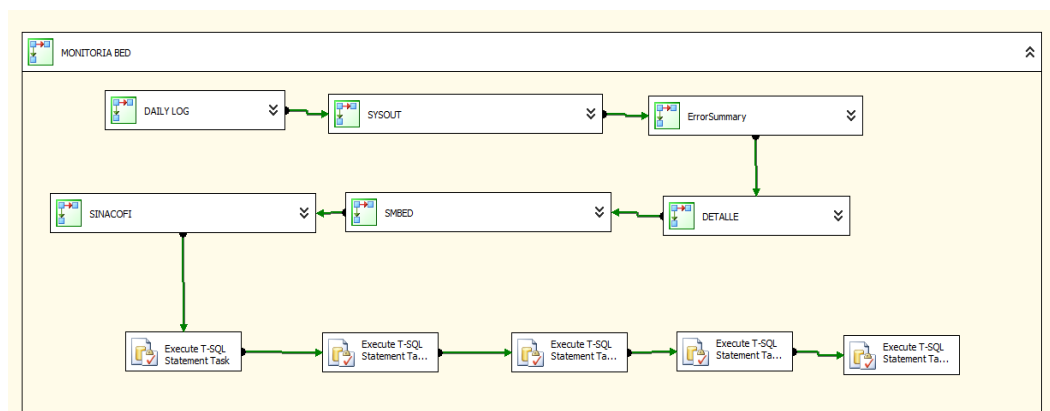 MONITORIA BED
DAILY LOG
SYSOUT
ErrorSummary
SINACOFI
SMBED
DETALLE
Execute T-SQL
Statement Task
Execute T-SQL
Statement Ta...
Execute T-SQL
Statement Ta...
Execute T-SQL
Statement Ta...
Execute T-SQL
Statement Ta...